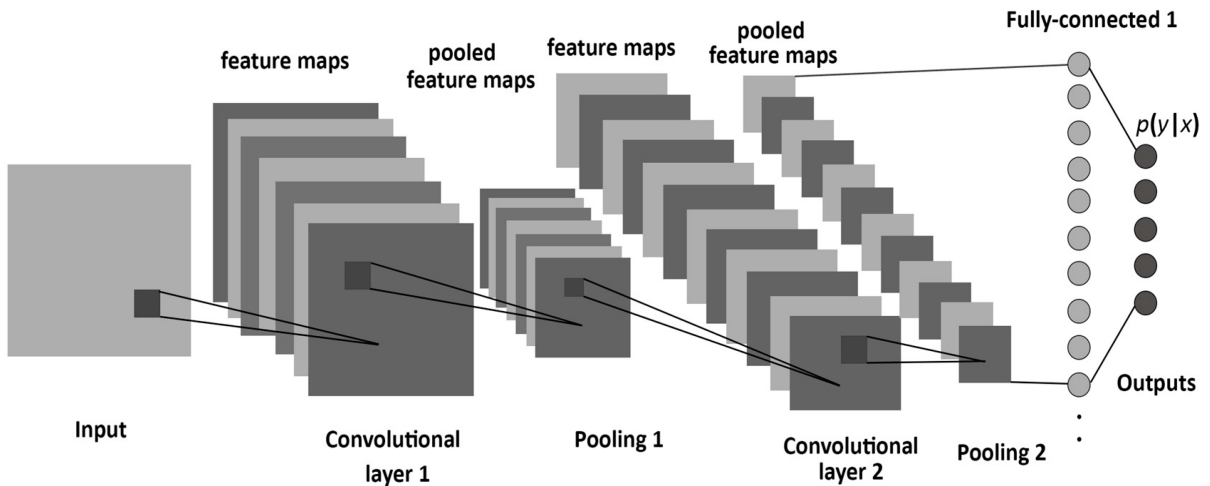 feature maps
pooled
feature maps
feature maps
pooled
feature maps
Fully-connected 1
p(y|x)
Outputs
Input
Convolutional
layer 1
Pooling 1
Convolutional
layer 2
Pooling 2